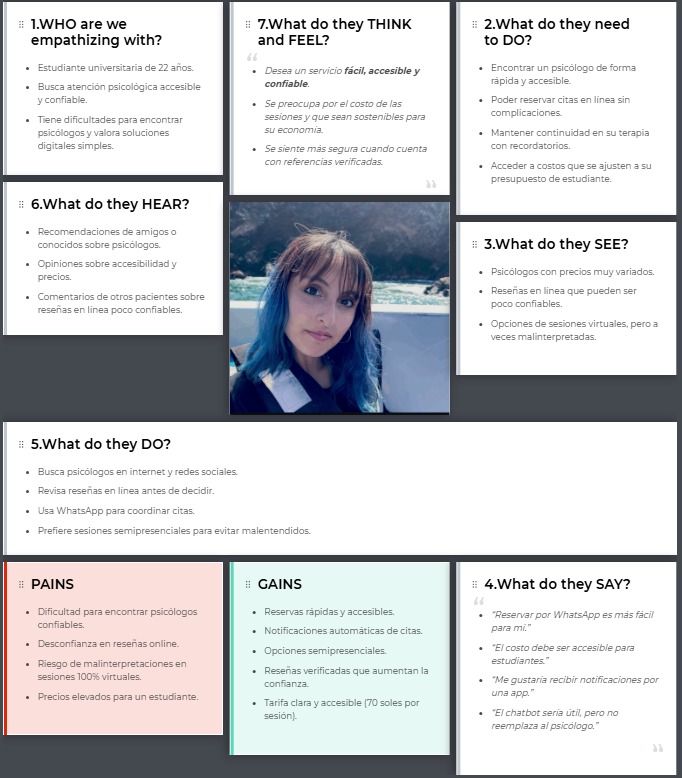 1.WHO are we
empathizing with?
Estudiante universitaria de 22 años.
Busca atención psicológica accesible
y confiable.
Tiene dificultades para encontrar
psicólogos y valora soluciones
digitales simples.
7.What do they THINK
and FEEL?
“
Desea un servicio fácil, accesible y
confiable.
Se preocupa por el costo de las
sesiones y que sean sostenibles para
su economía.
Se siente más segura cuando cuenta
con referencias verificadas.
”
2.What do they need
to DO?
Encontrar un psicólogo de forma
rápida y accesible.
Poder reservar citas en línea sin
complicaciones.
Mantener continuidad en su terapia
con recordatorios.
Acceder a costos que se ajusten a su
presupuesto de estudiante.
6.What do they HEAR?
Recomendaciones de amigos o
conocidos sobre psicólogos.
Opiniones sobre accesibilidad y
precios.
Comentarios de otros pacientes sobre
reseñas en línea poco confiables.
3.What do they SEE?
Psicólogos con precios muy variados.
Reseñas en línea que pueden ser
poco confiables.
Opciones de sesiones virtuales, pero a
veces malinterpretadas.
5.What do they DO?
Busca psicólogos en internet y redes sociales.
Revisa reseñas en línea antes de decidir.
Usa WhatsApp para coordinar citas.
Prefiere sesiones semipresenciales para evitar malentendidos.
PAINS
Dificultad para encontrar psicólogos
confiables.
Desconfianza en reseñas online.
Riesgo de malinterpretaciones en
sesiones 100% virtuales.
Precios elevados para un estudiante.
GAINS
Reservas rápidas y accesibles.
Notificaciones automáticas de citas.
Opciones semipresenciales.
Reseñas verificadas que aumentan la
confianza.
Tarifa clara y accesible (70 soles por
sesión).
4.What do they SAY?
“
“Reservar por WhatsApp es más fácil
para mí.”
“El costo debe ser accesible para
estudiantes.”
“Me gustaría recibir notificaciones por
una app.”
“El chatbot sería útil, pero no
reemplaza al psicólogo.”
”